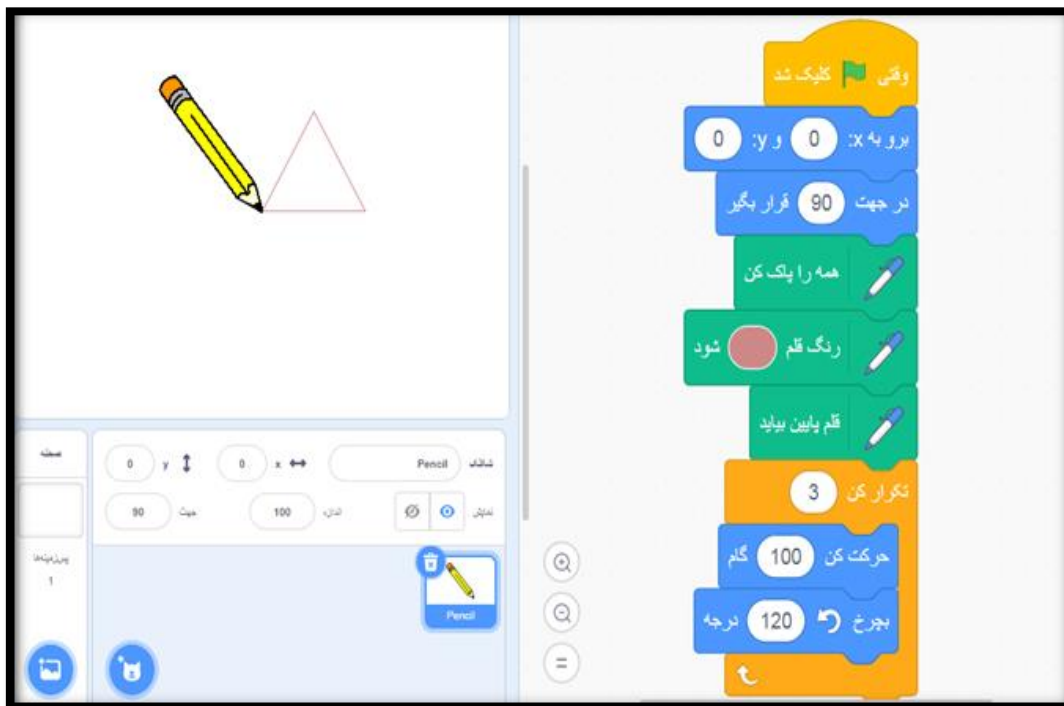 وقتی کلیک شد
برو به x: 0 و y: 0
در جهت 90 قرار بگیر
همه را پاک کن
رنگ قلم شود
قلم پایین بیاید
تکرار کن 3
حرکت کن 100 گام
بچرخ 120 درجه
شکلک Pencil x 0 y 0
نمایش اندازه 100 جهت 90
Pencil
صحنه
پس‌زمینه‌ها
1